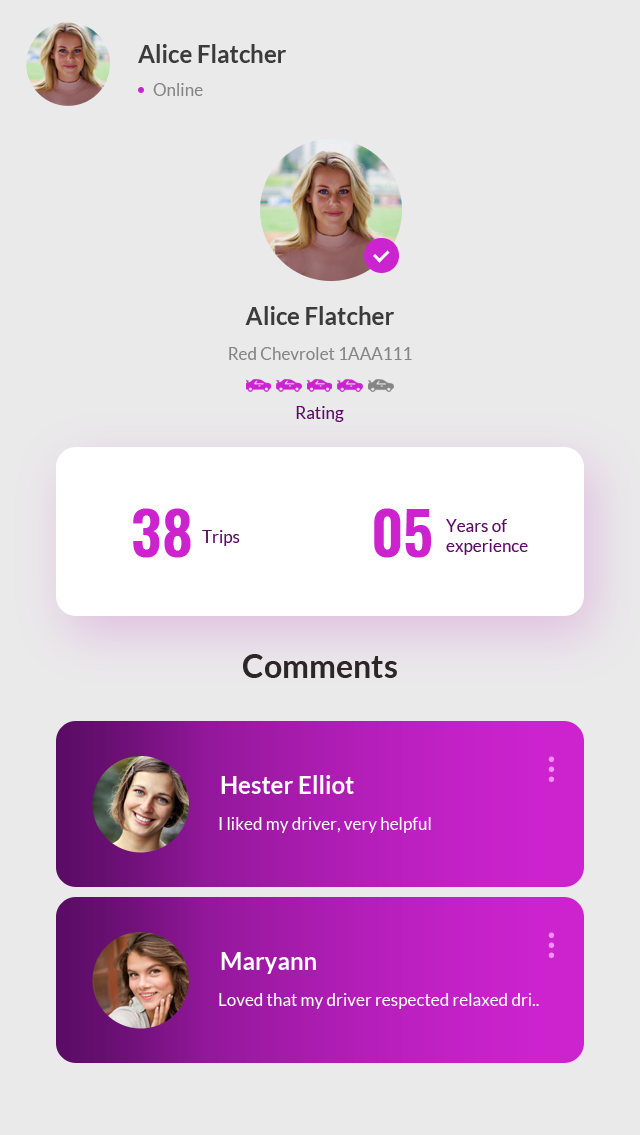 Alice Flatcher
Online
Alice Flatcher
Red Chevrolet 1AAA111
Rating
38 Trips
05 Years of
experience
Comments
Hester Elliot
I liked my driver, very helpful
Maryann
Loved that my driver respected relaxed dri..